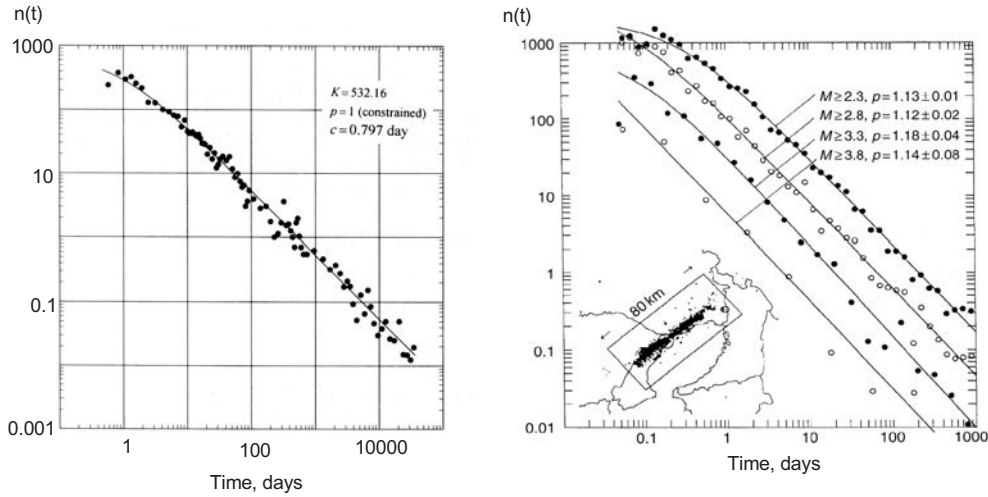 n(t)
1000
10
0.1
0.001
1
100
10000
Time, days
K = 532.16
p = 1 (constrained)
c = 0.797 day
n(t)
1000
100
10
1
0.1
0.01
0.1
1
10
100
1000
Time, days
M ≥ 2.3, p = 1.13 ± 0.01
M ≥ 2.8, p = 1.12 ± 0.02
M ≥ 3.3, p = 1.18 ± 0.04
M ≥ 3.8, p = 1.14 ± 0.08
80 km